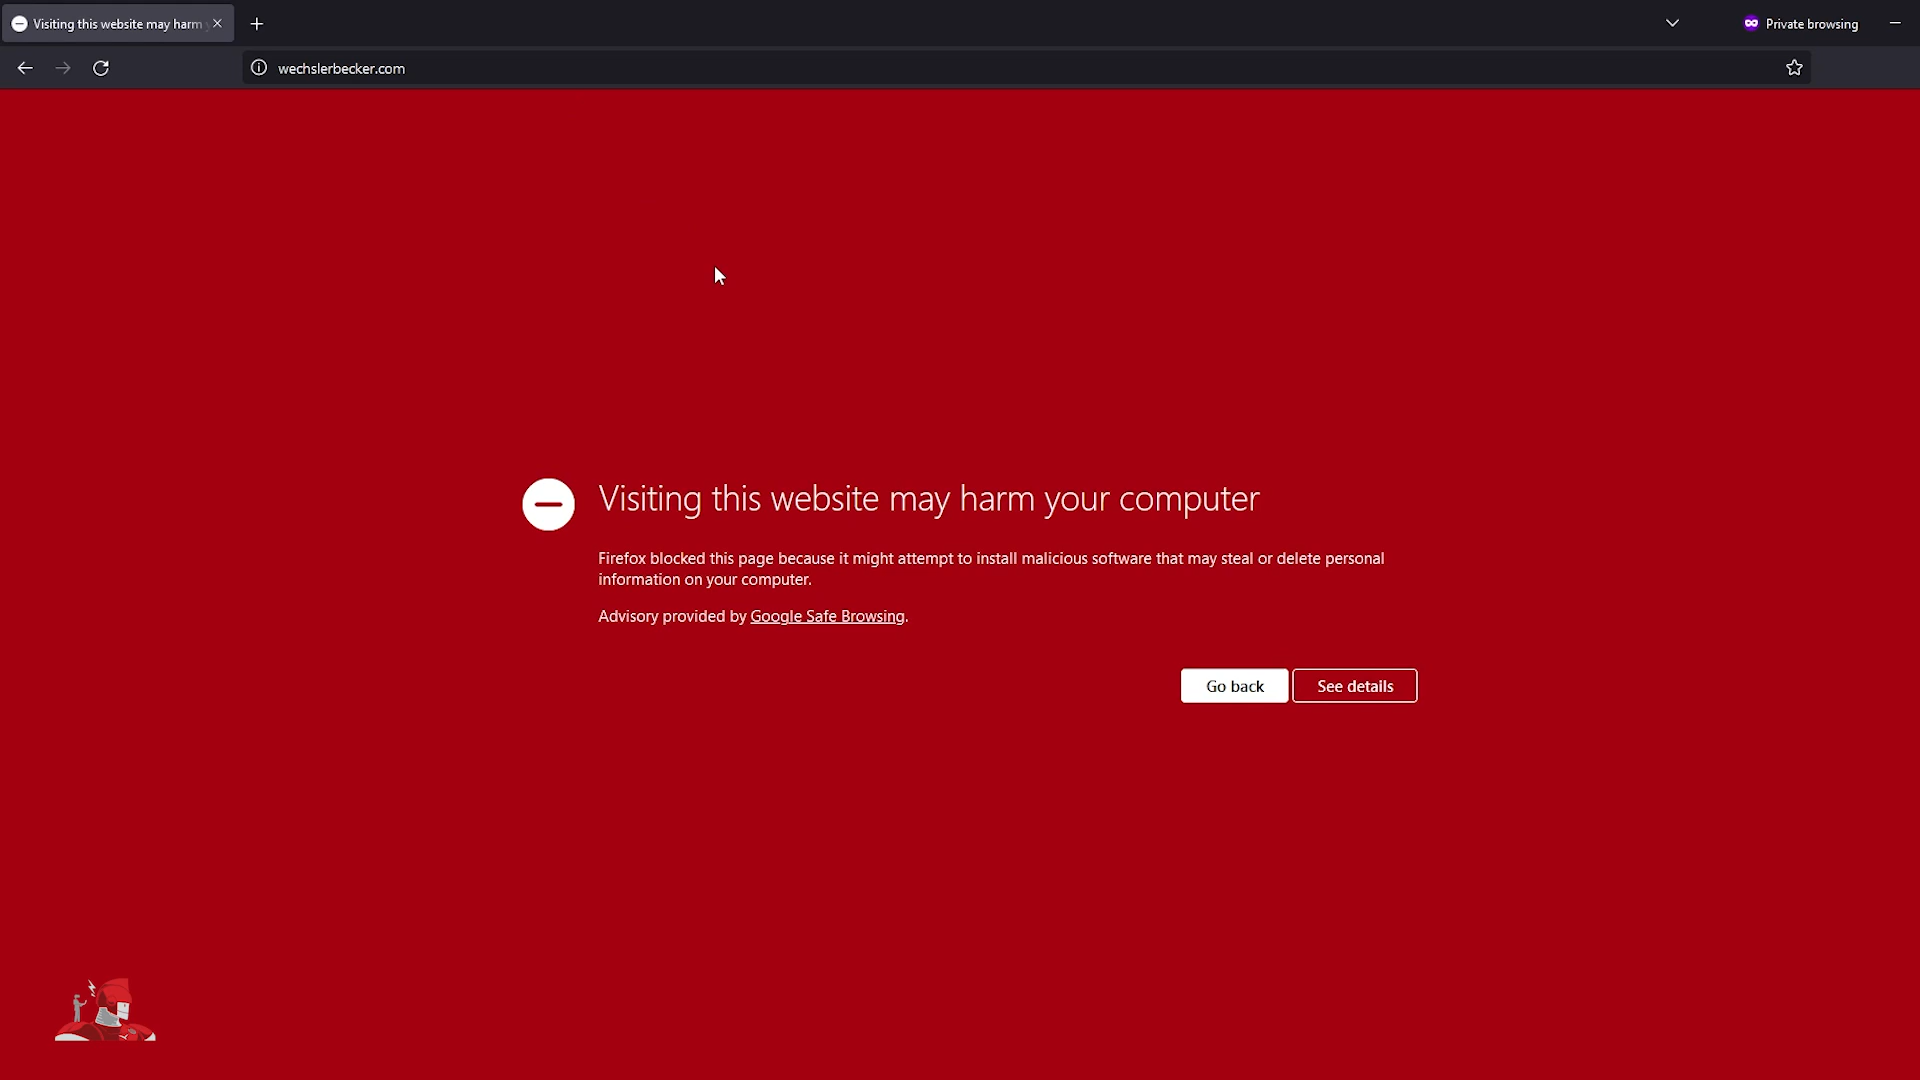 Visiting this website may harm
Private browsing
wechslerbecker.com
Visiting this website may harm your computer
Firefox blocked this page because it might attempt to install malicious software that may steal or delete personal
information on your computer.
Advisory provided by Google Safe Browsing.
Go back
See details